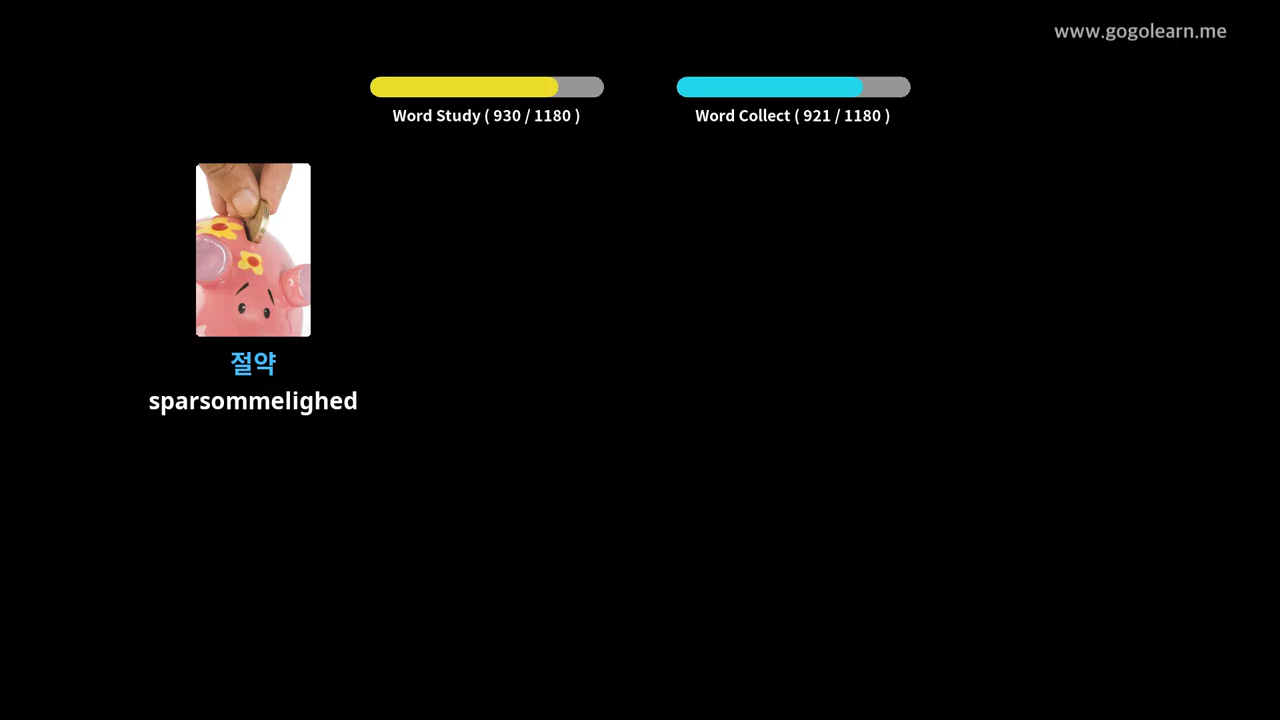 www.gogolearn.me
Word Study ( 930 / 1180 )
Word Collect ( 921 / 1180 )
절약
sparsommelighed